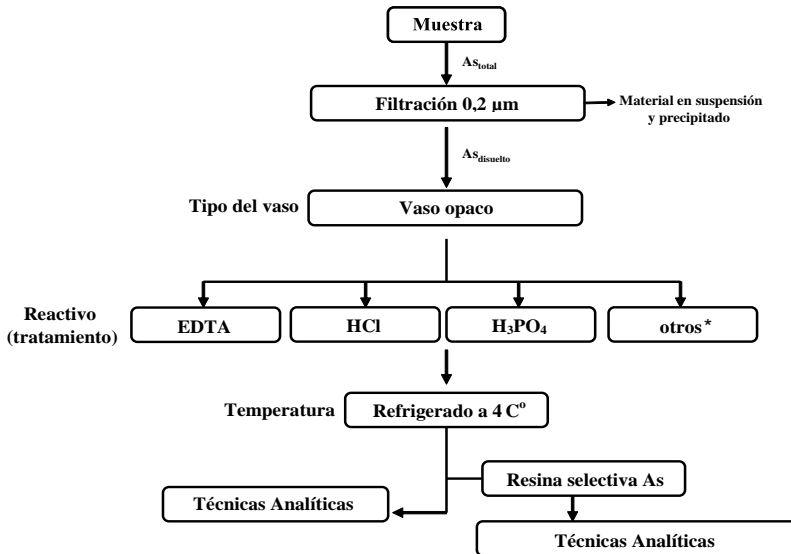 Muestra
As_total
Filtración 0,2 µm
Material en suspensión
y precipitado
As_disuelto
Tipo del vaso
Vaso opaco
Reactivo
(tratamiento)
EDTA
HCl
H₃PO₄
otros*
Temperatura
Refrigerado a 4 Cº
Resina selectiva As
Técnicas Analíticas
Técnicas Analíticas